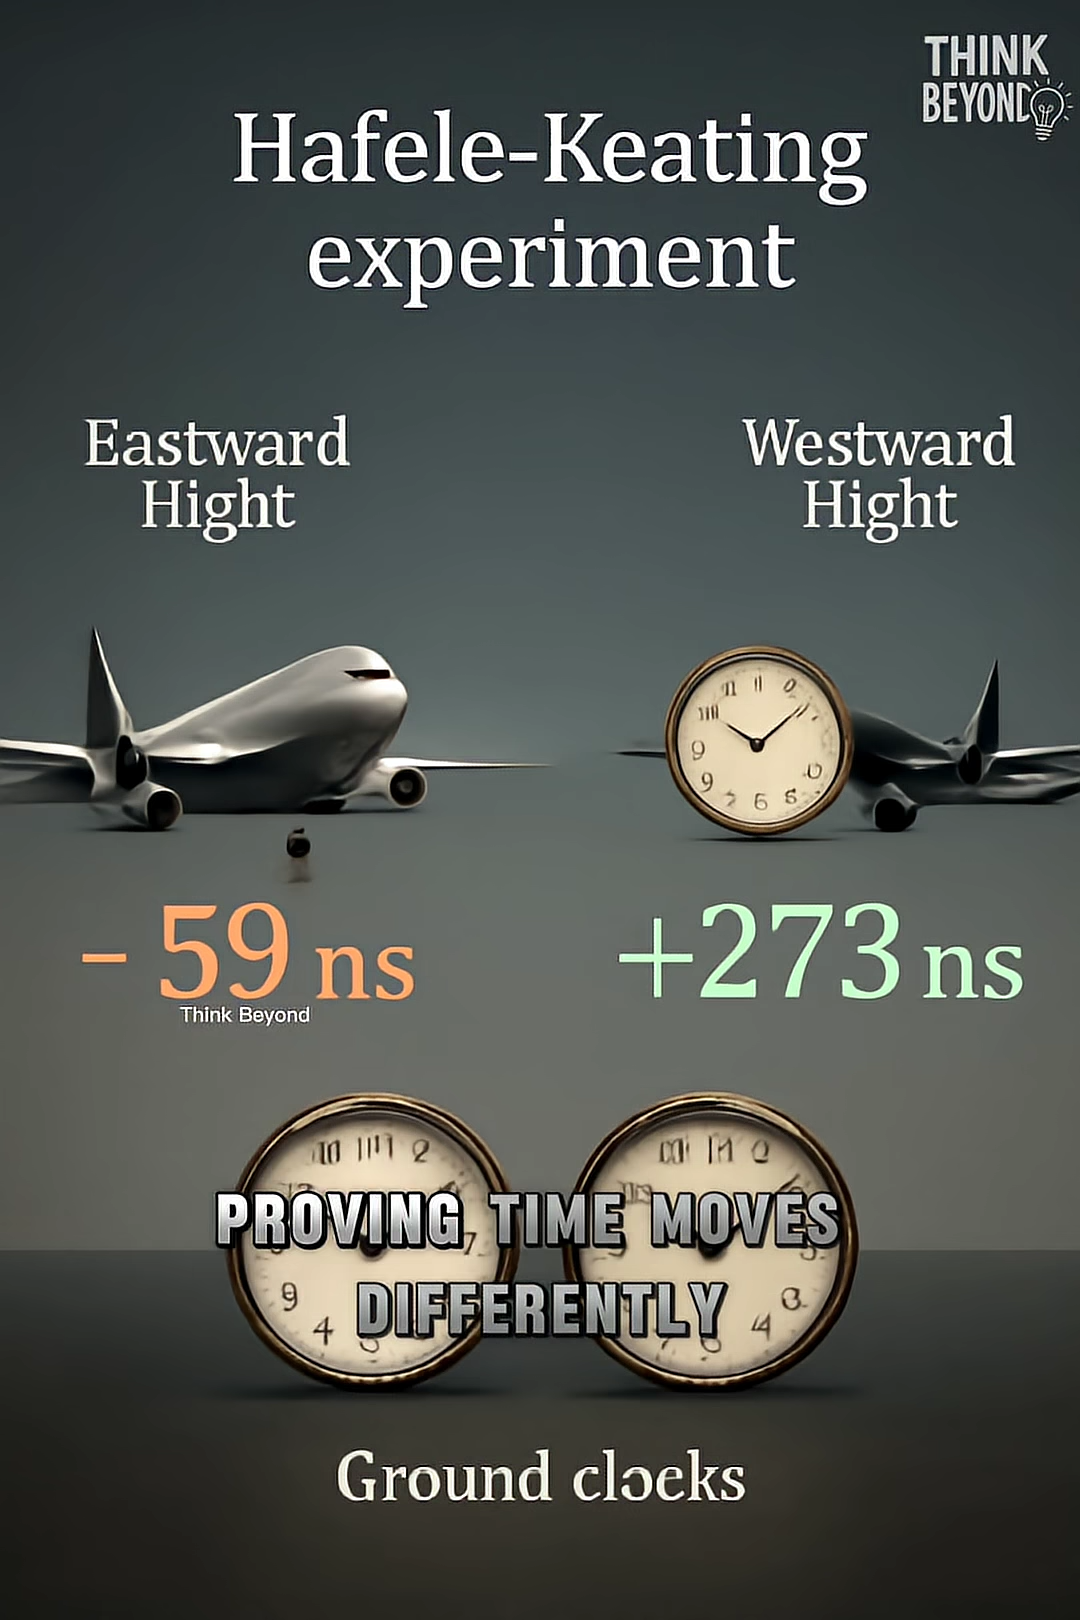 THINK
BEYOND
Hafele-Keating
experiment
Eastward
Hight
Westward
Hight
- 59 ns
+273 ns
Think Beyond
PROVING TIME MOVES
DIFFERENTLY
Ground cloeks